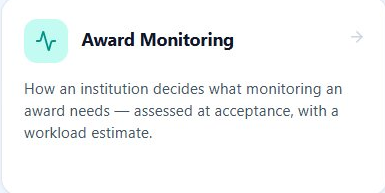 Award Monitoring
How an institution decides what monitoring an
award needs — assessed at acceptance, with a
workload estimate.